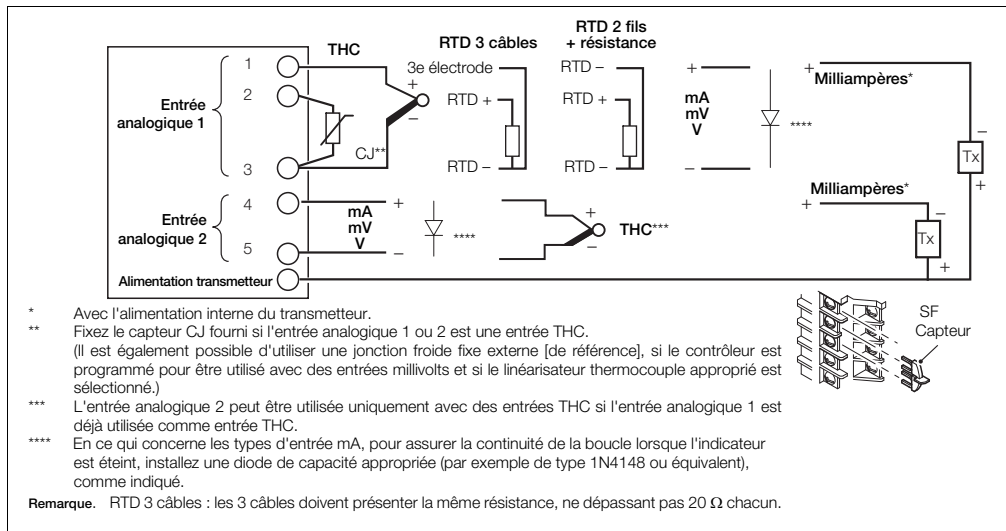 THC
RTD 3 câbles
RTD 2 fils
+ résistance
Entrée
analogique 1
1
2
3
CJ**
+
–
3e électrode
RTD +
RTD –
RTD –
RTD +
RTD –
+
mA
mV
V
–
****
+ Milliampères*
–
Tx
+
Entrée
analogique 2
4
5
mA
mV
V
+
–
****
+
–
THC***
Milliampères*
+
–
Tx
+
Alimentation transmetteur
SF
Capteur
* Avec l'alimentation interne du transmetteur.
** Fixez le capteur CJ fourni si l'entrée analogique 1 ou 2 est une entrée THC.
(Il est également possible d'utiliser une jonction froide fixe externe [de référence], si le contrôleur est
programmé pour être utilisé avec des entrées millivolts et si le linéarisateur thermocouple approprié est
sélectionné.)
*** L'entrée analogique 2 peut être utilisée uniquement avec des entrées THC si l'entrée analogique 1 est
déjà utilisée comme entrée THC.
**** En ce qui concerne les types d'entrée mA, pour assurer la continuité de la boucle lorsque l'indicateur
est éteint, installez une diode de capacité appropriée (par exemple de type 1N4148 ou équivalent),
comme indiqué.
Remarque. RTD 3 câbles : les 3 câbles doivent présenter la même résistance, ne dépassant pas 20 Ω chacun.